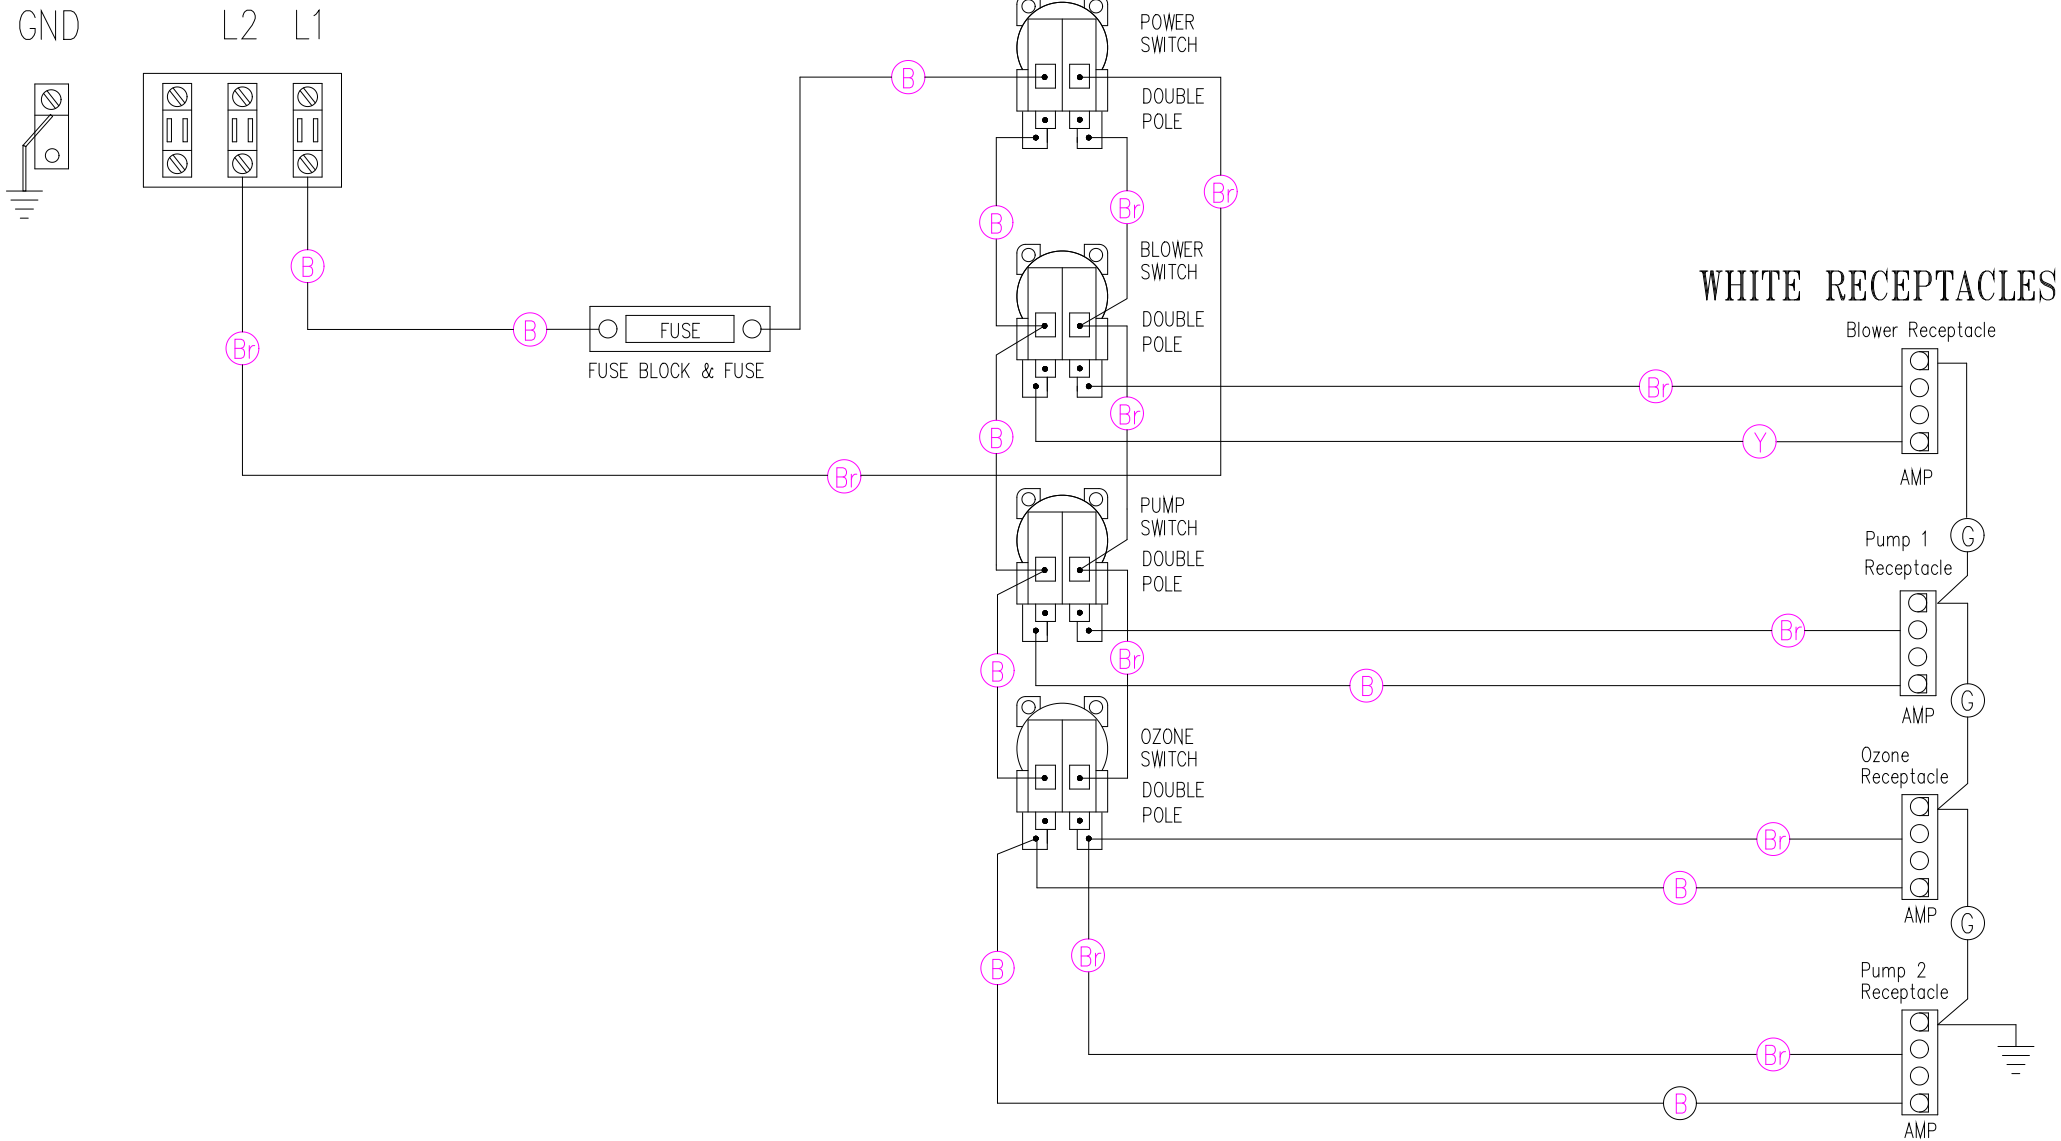 GND
L2
L1
POWER
SWITCH
B
DOUBLE
POLE
Br
Br
B
BLOWER
SWITCH
B
WHITE RECEPTACLES
DOUBLE
POLE
B
FUSE
Blower Receptacle
Br
FUSE BLOCK & FUSE
Br
Br
B
Y
Br
AMP
PUMP
SWITCH
G
Pump 1
Receptacle
DOUBLE
POLE
Br
Br
B
B
G
AMP
OZONE
SWITCH
Ozone
Receptacle
DOUBLE
POLE
Br
B
AMP
G
Br
B
Pump 2
Receptacle
Br
B
AMP